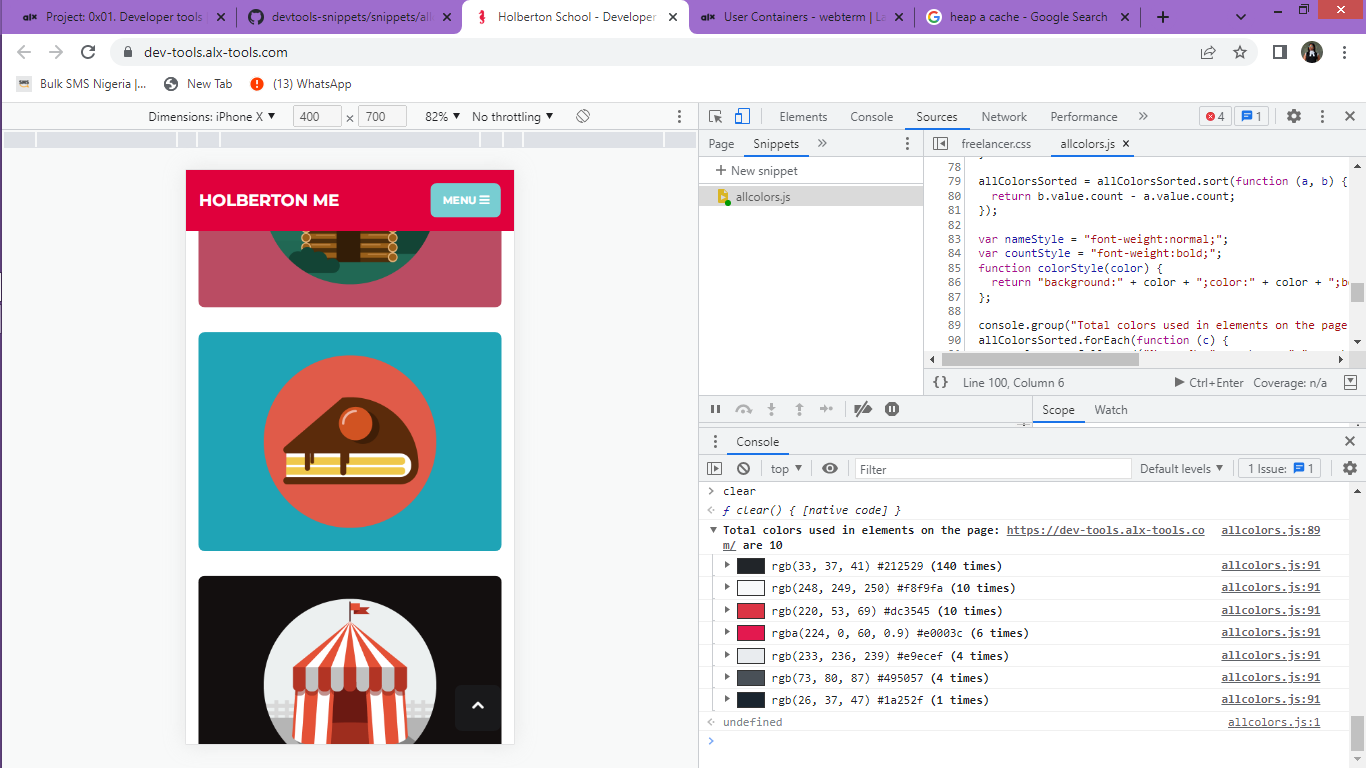 alx Project: 0x01. Developer tools |
devtools-snippets/snippets/all
Holberton School - Developer
alx User Containers - webterm | La
heap a cache - Google Search
dev-tools.alx-tools.com
SMS Bulk SMS Nigeria |...
New Tab
(13) WhatsApp
Dimensions: iPhone X ▼ 400 × 700 82% ▼ No throttling ▼
HOLBERTON ME
MENU ☰
Elements Console Sources Network Performance » 4 1
Page Snippets »
+ New snippet
allcolors.js
freelancer.css allcolors.js ×
78
79 allColorsSorted = allColorsSorted.sort(function (a, b) {
80 return b.value.count - a.value.count;
81 });
82
83 var nameStyle = "font-weight:normal;";
84 var countStyle = "font-weight:bold;";
85 function colorStyle(color) {
86 return "background:" + color + ";color:" + color + ";b
87 };
88
89 console.group("Total colors used in elements on the page
90 allColorsSorted.forEach(function (c) {
{} Line 100, Column 6 Ctrl+Enter Coverage: n/a
Scope Watch
Console
top ▼ Filter Default levels ▼ 1 Issue: 1
clear
ƒ clear() { [native code] }
Total colors used in elements on the page: https://dev-tools.alx-tools.co allcolors.js:89
m/ are 10
rgb(33, 37, 41) #212529 (140 times) allcolors.js:91
rgb(248, 249, 250) #f8f9fa (10 times) allcolors.js:91
rgb(220, 53, 69) #dc3545 (10 times) allcolors.js:91
rgba(224, 0, 60, 0.9) #e0003c (6 times) allcolors.js:91
rgb(233, 236, 239) #e9ecef (4 times) allcolors.js:91
rgb(73, 80, 87) #495057 (4 times) allcolors.js:91
rgb(26, 37, 47) #1a252f (1 times) allcolors.js:91
undefined allcolors.js:1